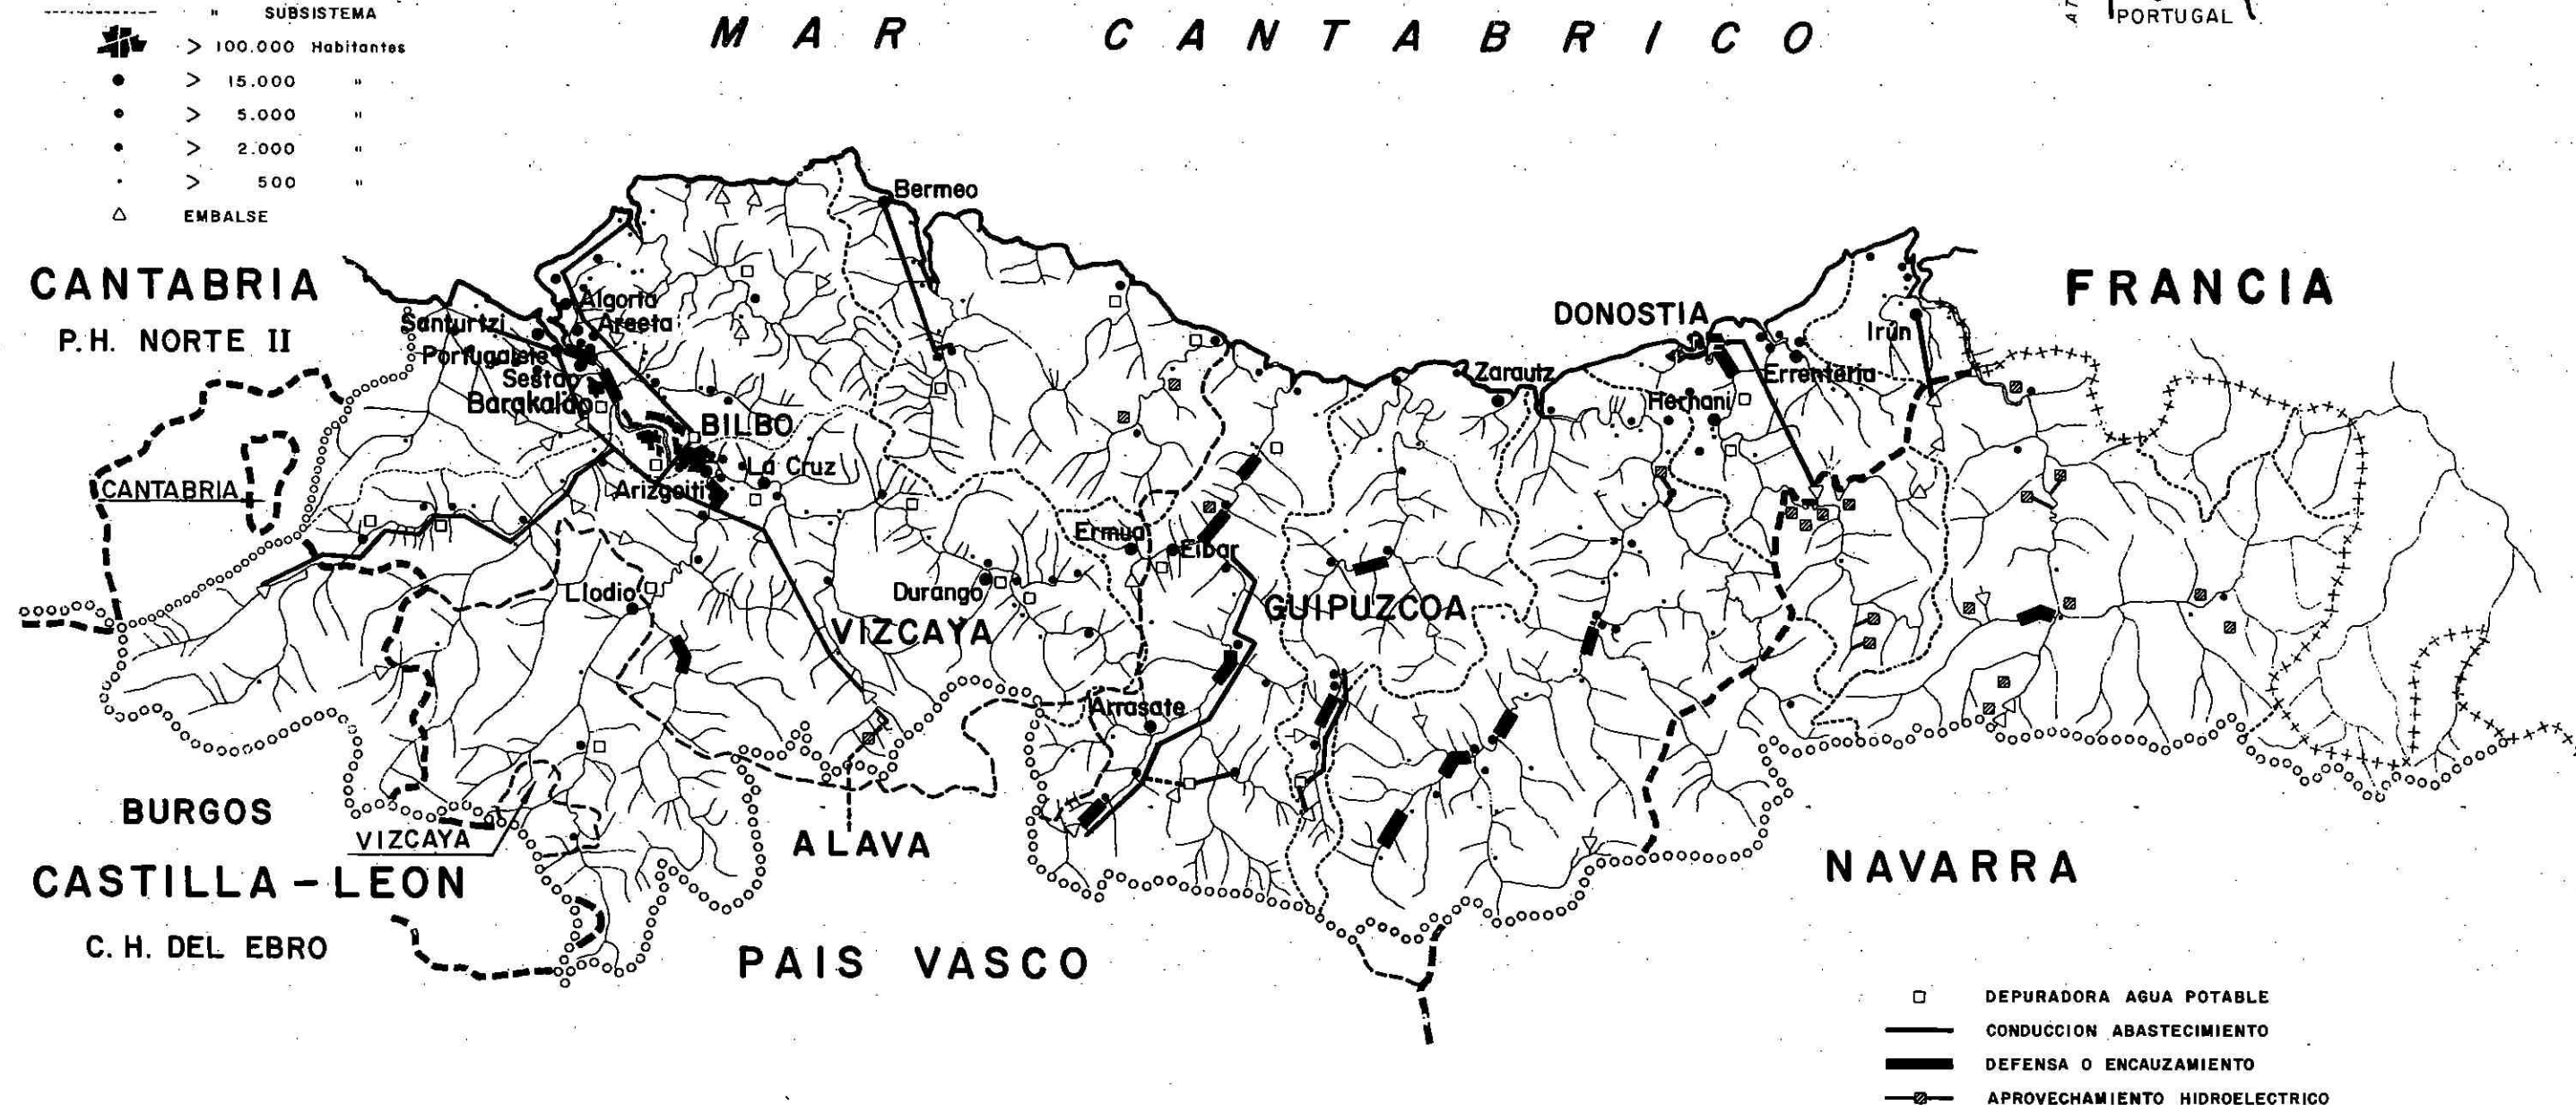 " SUBSISTEMA
> 100.000 Habitantes
> 15.000 "
> 5.000 "
> 2.000 "
> 500 "
EMBALSE
MAR CANTABRICO
AT
PORTUGAL
CANTABRIA
P.H. NORTE II
FRANCIA
Bermeo
Algorta
Areeta
Santurtzi
Portugalete
Sestao
Barakaldo
BILBO
La Cruz
Arizgoiti
DONOSTIA
Irún
Zarautz
Errenteria
Hernani
CANTABRIA
Ermua
Eibar
Llodio
Durango
VIZCAYA
GUIPUZCOA
Arrasate
BURGOS
VIZCAYA
ALAVA
CASTILLA - LEON
NAVARRA
C. H. DEL EBRO
PAIS VASCO
DEPURADORA AGUA POTABLE
CONDUCCION ABASTECIMIENTO
DEFENSA O ENCAUZAMIENTO
APROVECHAMIENTO HIDROELECTRICO